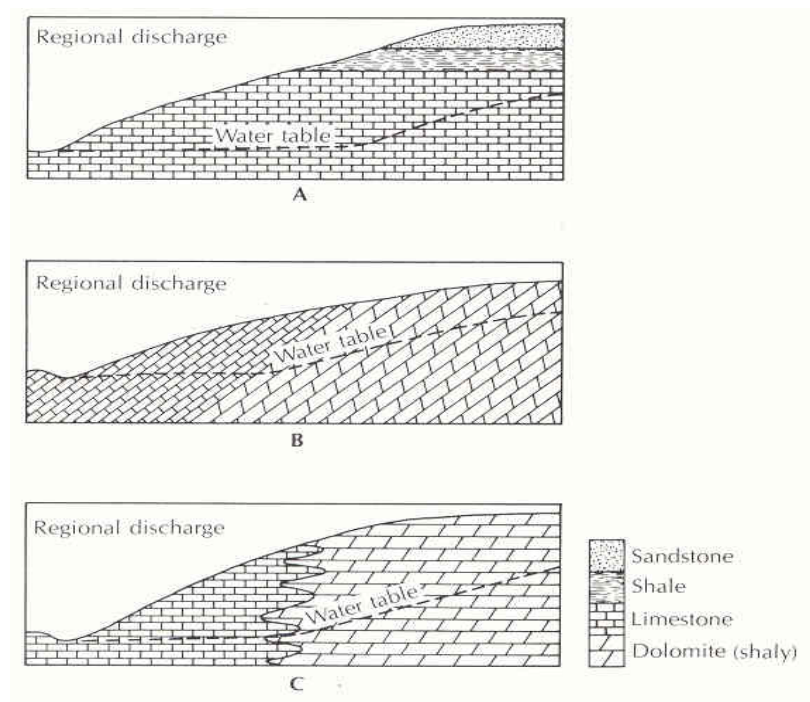 Regional discharge
Water table
A
Regional discharge
Water table
B
Regional discharge
Water table
C
Sandstone
Shale
Limestone
Dolomite (shaly)